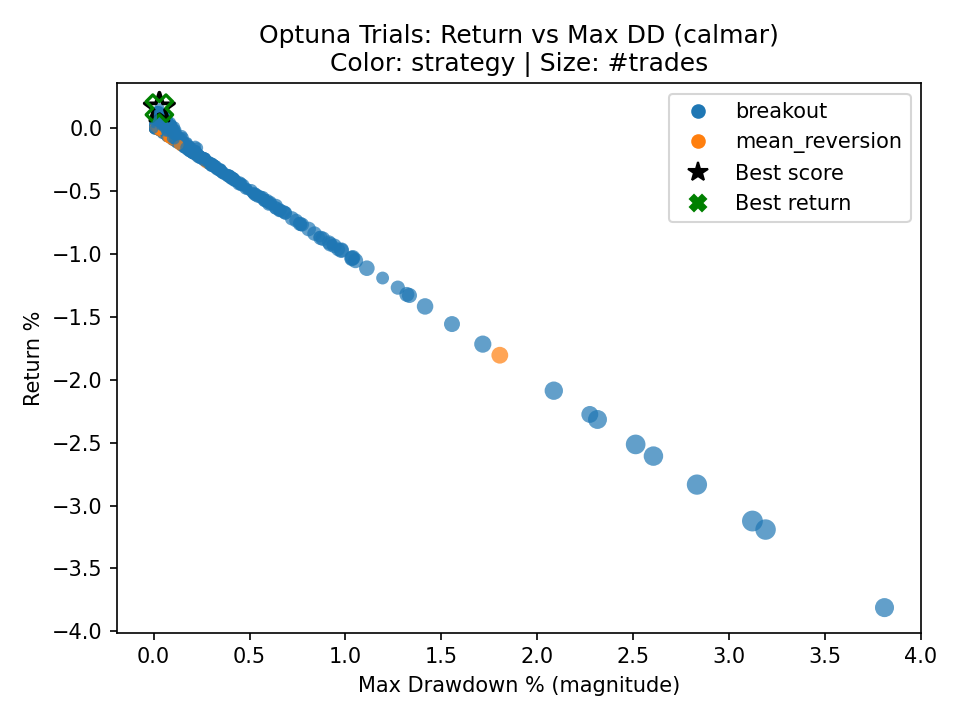 Optuna Trials: Return vs Max DD (calmar)
Color: strategy | Size: #trades
breakout
mean_reversion
Best score
Best return
Return %
0.0
−0.5
−1.0
−1.5
−2.0
−2.5
−3.0
−3.5
−4.0
0.0 0.5 1.0 1.5 2.0 2.5 3.0 3.5 4.0
Max Drawdown % (magnitude)